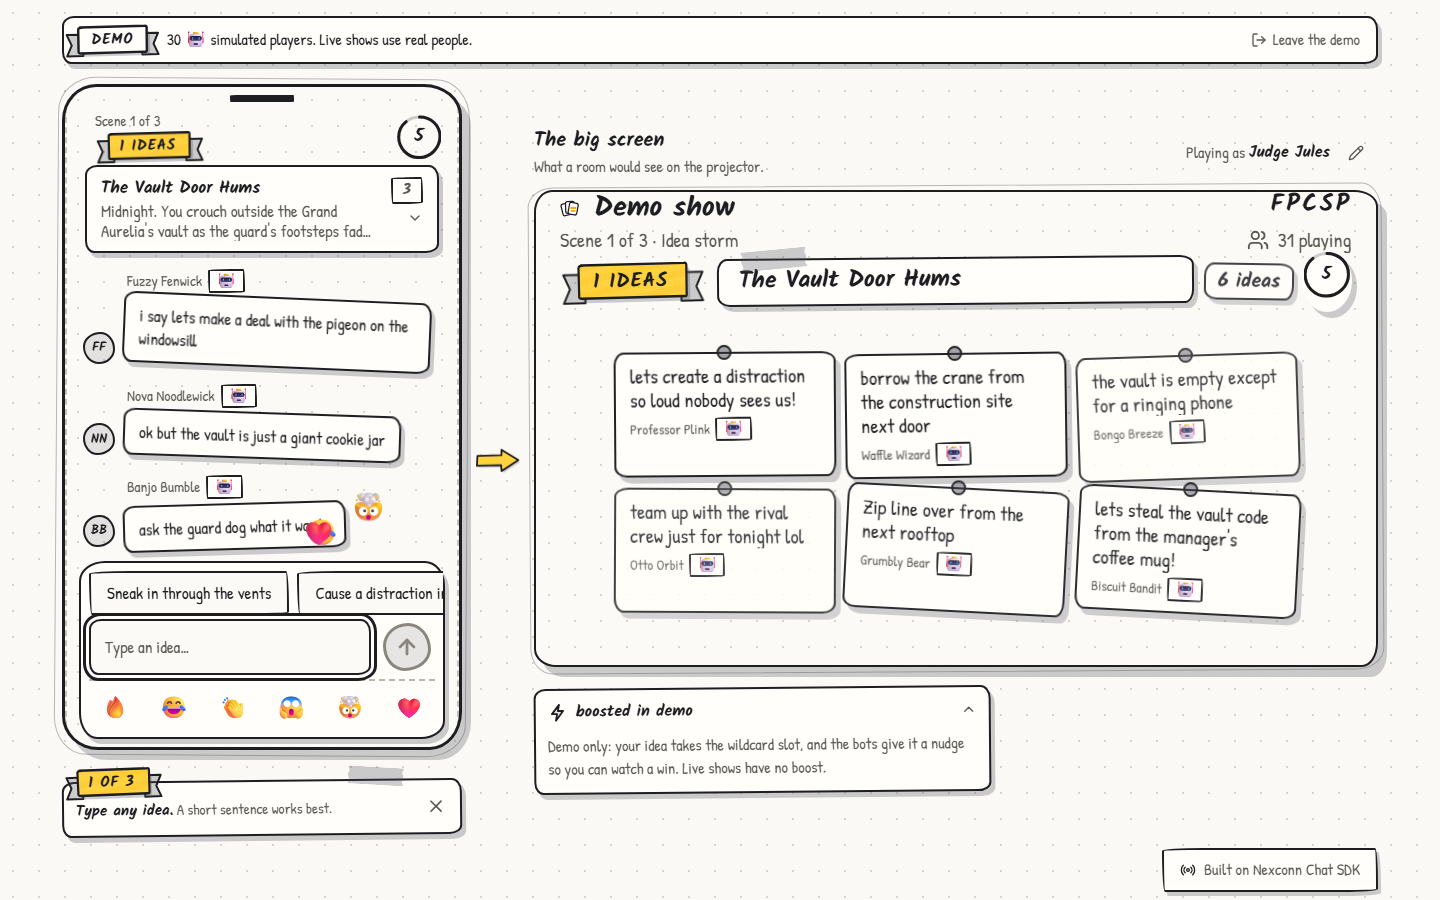 DEMO
30 simulated players. Live shows use real people.
Leave the demo
Scene 1 of 3
1 IDEAS
5
The Vault Door Hums
3
Midnight. You crouch outside the Grand
Aurelia's vault as the guard's footsteps fad...
Fuzzy Fenwick
FF
i say lets make a deal with the pigeon on the
windowsill
Nova Noodlewick
NN
ok but the vault is just a giant cookie jar
Banjo Bumble
BB
ask the guard dog what it
Sneak in through the vents
Cause a distraction
Type an idea...
1 OF 3
Type any idea. A short sentence works best.
The big screen
What a room would see on the projector.
Playing as Judge Jules
Demo show
FPCSP
Scene 1 of 3 · Idea storm
31 playing
1 IDEAS
The Vault Door Hums
6 ideas
5
lets create a distraction
so loud nobody sees us!
Professor Plink
borrow the crane from
the construction site
next door
Waffle Wizard
the vault is empty except
for a ringing phone
Bongo Breeze
team up with the rival
crew just for tonight lol
Otto Orbit
Zip line over from the
next rooftop
Grumbly Bear
lets steal the vault code
from the manager's
coffee mug!
Biscuit Bandit
boosted in demo
Demo only: your idea takes the wildcard slot, and the bots give it a nudge
so you can watch a win. Live shows have no boost.
Built on Nexconn Chat SDK